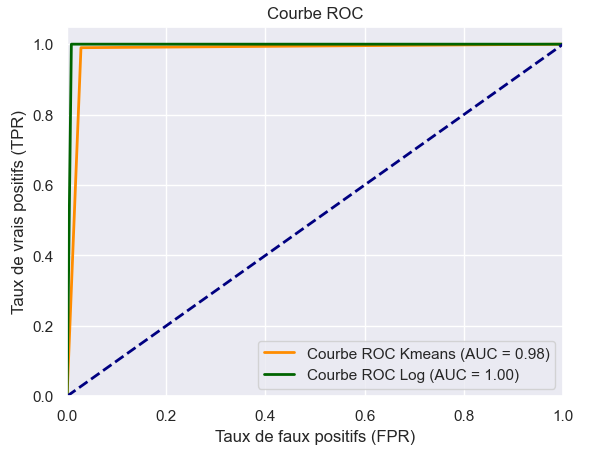 Courbe ROC
Taux de vrais positifs (TPR)
1.0
0.8
0.6
0.4
0.2
0.0
Courbe ROC Kmeans (AUC = 0.98)
Courbe ROC Log (AUC = 1.00)
0.0 0.2 0.4 0.6 0.8 1.0
Taux de faux positifs (FPR)